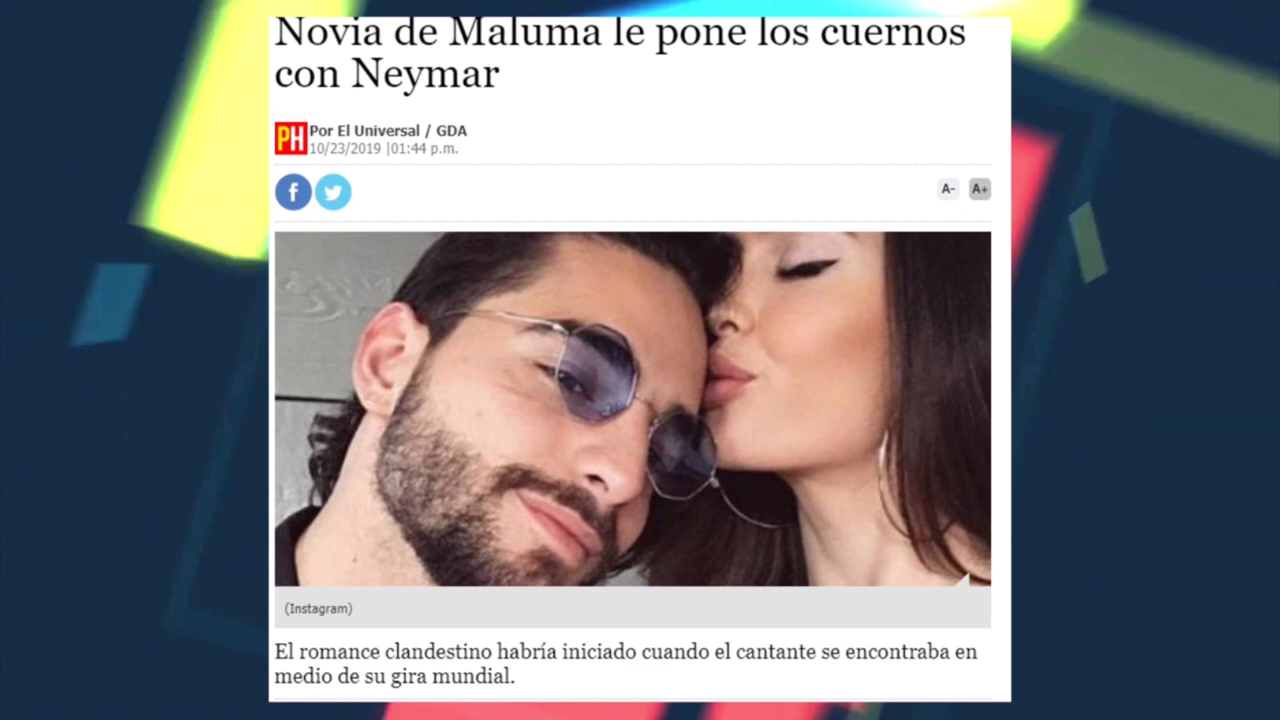 Novia de Maluma le pone los cuernos
con Neymar
PH
Por El Universal / GDA
10/23/2019 |01:44 p.m.
f
A- A+
(Instagram)
El romance clandestino habría iniciado cuando el cantante se encontraba en
medio de su gira mundial.